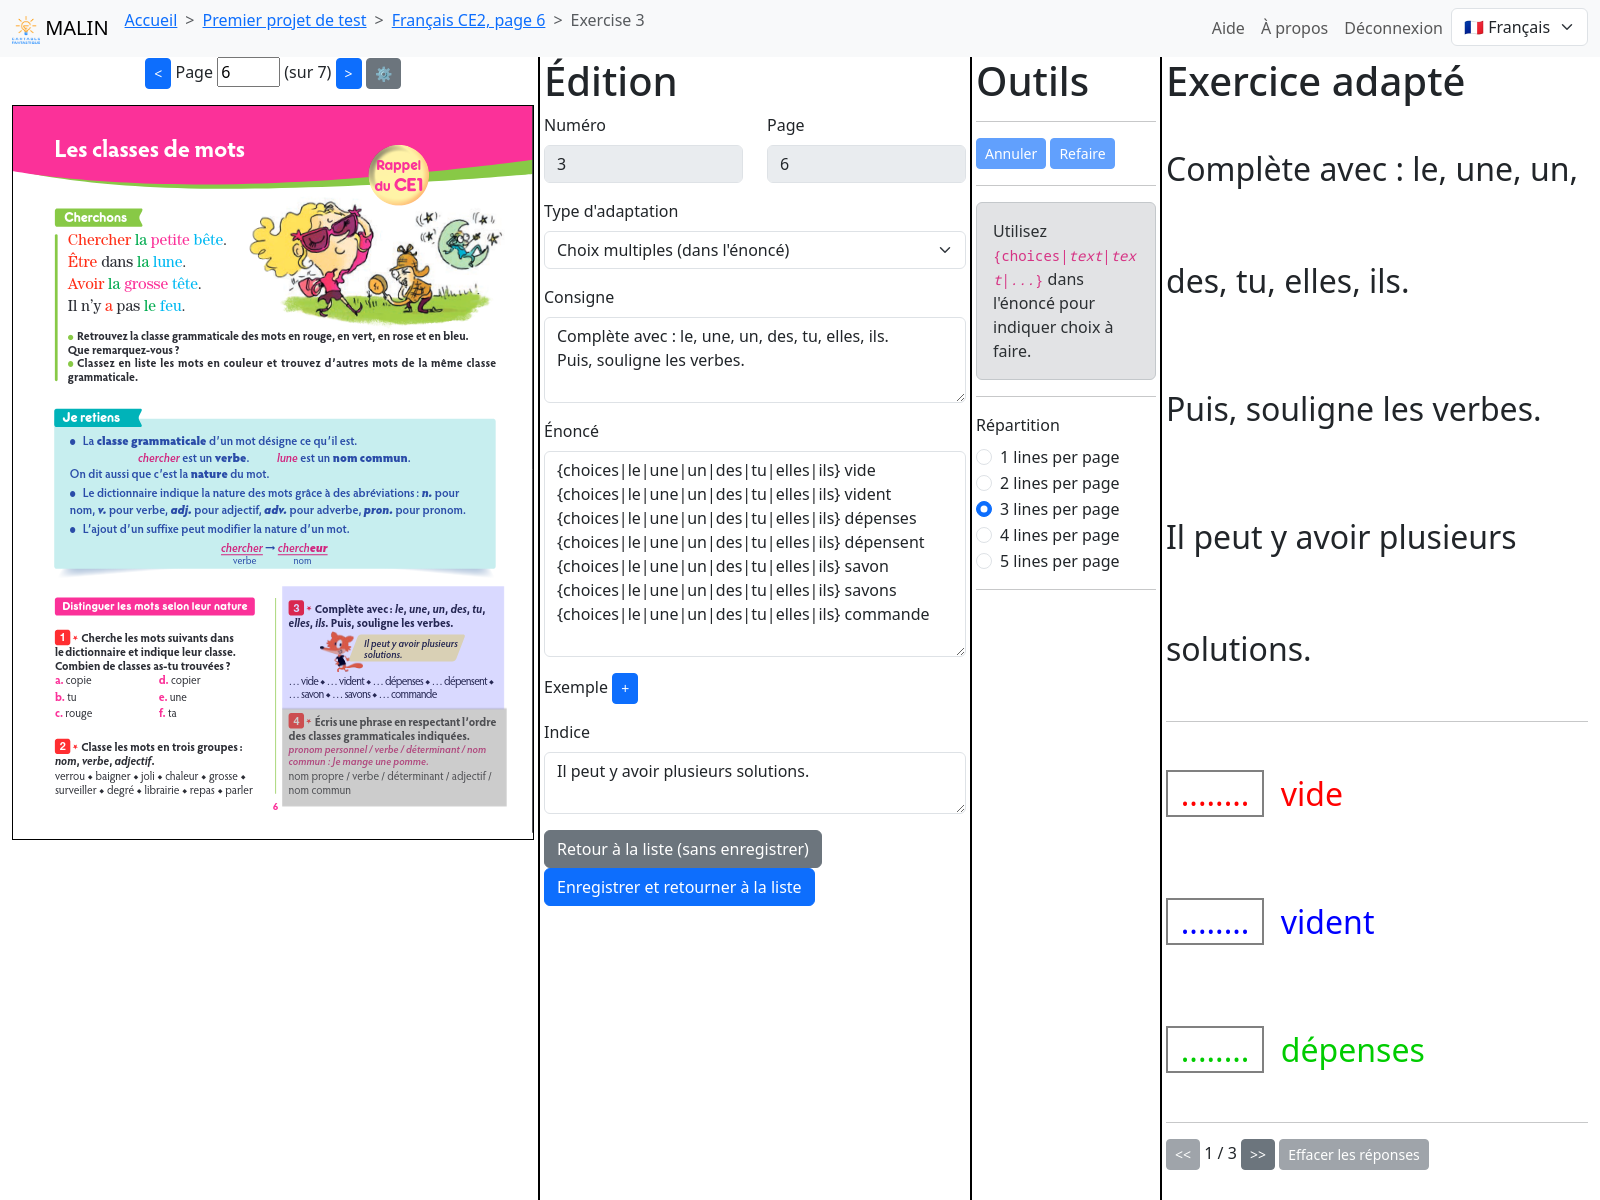 MALIN
Accueil > Premier projet de test > Français CE2, page 6 > Exercise 3
Aide À propos Déconnexion 🇫🇷 Français
< Page 6 (sur 7) > ⚙️
Les classes de mots
Rappel
du CE1
Cherchons
Chercher la petite bête.
Être dans la lune.
Avoir la grosse tête.
Il n'y a pas le feu.
● Retrouvez la classe grammaticale des mots en rouge, en vert, en rose et en bleu.
Que remarquez-vous ?
● Classez en liste les mots en couleur et trouvez d'autres mots de la même classe
grammaticale.
Je retiens
● La classe grammaticale d'un mot désigne ce qu'il est.
chercher est un verbe. lune est un nom commun.
On dit aussi que c'est la nature du mot.
● Le dictionnaire indique la nature des mots grâce à des abréviations : n. pour
nom, v. pour verbe, adj. pour adjectif, adv. pour adverbe, pron. pour pronom.
● L'ajout d'un suffixe peut modifier la nature d'un mot.
chercher → chercheur
verbe nom
Distinguer les mots selon leur nature
1 * Cherche les mots suivants dans
le dictionnaire et indique leur classe.
Combien de classes as-tu trouvées ?
a. copie d. copier
b. tu e. une
c. rouge f. ta
2 * Classe les mots en trois groupes :
nom, verbe, adjectif.
verrou ♦ baigner ♦ joli ♦ chaleur ♦ grosse ♦
surveiller ♦ degré ♦ librairie ♦ repas ♦ parler
3 * Complète avec : le, une, un, des, tu,
elles, ils. Puis, souligne les verbes.
Il peut y avoir plusieurs
solutions.
... vide ♦ ... vident ♦ ... dépenses ♦ ... dépensent ♦
... savon ♦ ... savons ♦ ... commande
4 * Écris une phrase en respectant l'ordre
des classes grammaticales indiquées.
pronom personnel / verbe / déterminant / nom
commun : Je mange une pomme.
nom propre / verbe / déterminant / adjectif /
nom commun
6
Édition
Numéro Page
3 6
Type d'adaptation
Choix multiples (dans l'énoncé)
Consigne
Complète avec : le, une, un, des, tu, elles, ils.
Puis, souligne les verbes.
Énoncé
{choices|le|une|un|des|tu|elles|ils} vide
{choices|le|une|un|des|tu|elles|ils} vident
{choices|le|une|un|des|tu|elles|ils} dépenses
{choices|le|une|un|des|tu|elles|ils} dépensent
{choices|le|une|un|des|tu|elles|ils} savon
{choices|le|une|un|des|tu|elles|ils} savons
{choices|le|une|un|des|tu|elles|ils} commande
Exemple +
Indice
Il peut y avoir plusieurs solutions.
Retour à la liste (sans enregistrer)
Enregistrer et retourner à la liste
Outils
Annuler Refaire
Utilisez
{choices|text|tex
t|...} dans
l'énoncé pour
indiquer choix à
faire.
Répartition
1 lines per page
2 lines per page
3 lines per page
4 lines per page
5 lines per page
Exercice adapté
Complète avec : le, une, un,
des, tu, elles, ils.
Puis, souligne les verbes.
Il peut y avoir plusieurs
solutions.
........ vide
........ vident
........ dépenses
<< 1 / 3 >> Effacer les réponses